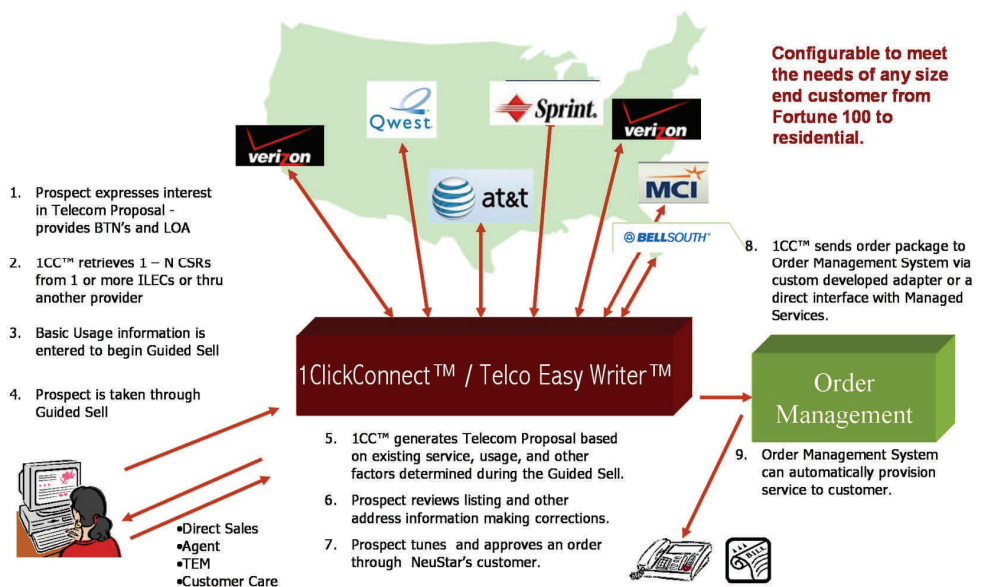 Configurable to meet
the needs of any size
end customer from
Fortune 100 to
residential.
verizon
Qwest.
Sprint.
verizon
at&t
MCI
BELLSOUTH®
1. Prospect expresses interest
in Telecom Proposal -
provides BTN's and LOA
2. 1CC™ retrieves 1 – N CSRs
from 1 or more ILECs or thru
another provider
3. Basic Usage information is
entered to begin Guided Sell
4. Prospect is taken through
Guided Sell
1ClickConnect™ / Telco Easy Writer™
5. 1CC™ generates Telecom Proposal based
on existing service, usage, and other
factors determined during the Guided Sell.
6. Prospect reviews listing and other
address information making corrections.
7. Prospect tunes and approves an order
through NeuStar's customer.
8. 1CC™ sends order package to
Order Management System via
custom developed adapter or a
direct interface with Managed
Services.
Order
Management
9. Order Management System
can automatically provision
service to customer.
•Direct Sales
•Agent
•TEM
•Customer Care
BILL